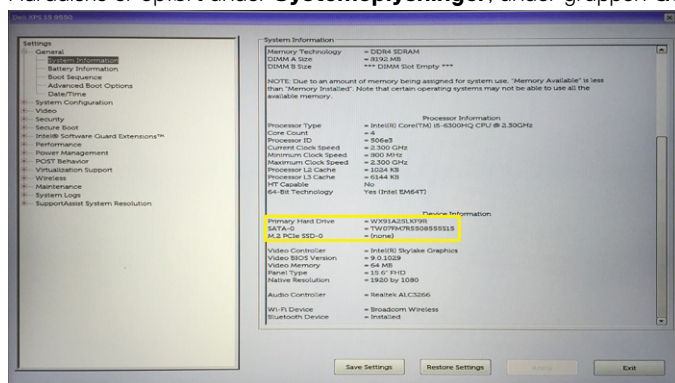 under Systemoplysninger, under gruppen
Dell XPS 15 9550
Settings
General
System Information
Battery Information
Boot Sequence
Advanced Boot Options
Date/Time
System Configuration
Video
Security
Secure Boot
Intel® Software Guard Extensions™
Performance
Power Management
POST Behavior
Virtualization Support
Wireless
Maintenance
System Logs
SupportAssist System Resolution
System Information
Memory Technology = DDR4 SDRAM
DIMM A Size = 8192 MB
DIMM B Size *** DIMM Slot Empty ***
NOTE: Due to an amount of memory being assigned for system use, "Memory Available" is less
than "Memory Installed". Note that certain operating systems may not be able to use all the
available memory.
Processor Information
Processor Type = Intel(R) Core(TM) i5-6300HQ CPU @ 2.30GHz
Core Count = 4
Processor ID = 506e3
Current Clock Speed = 2.300 GHz
Minimum Clock Speed = 800 MHz
Maximum Clock Speed = 2.300 GHz
Processor L2 Cache = 1024 KB
Processor L3 Cache = 6144 KB
HT Capable No
64-Bit Technology Yes (Intel EM64T)
Device Information
Primary Hard Drive = WX91A25LKF9R
SATA-0 = TW07FM7R5508555515
M.2 PCIe SSD-0 = (none)
Video Controller = Intel(R) Skylake Graphics
Video BIOS Version = 9.0.1029
Video Memory = 64 MB
Panel Type = 15.6" FHD
Native Resolution = 1920 by 1080
Audio Controller = Realtek ALC3266
Wi-Fi Device = Broadcom Wireless
Bluetooth Device = Installed
Save Settings Restore Settings Apply Exit